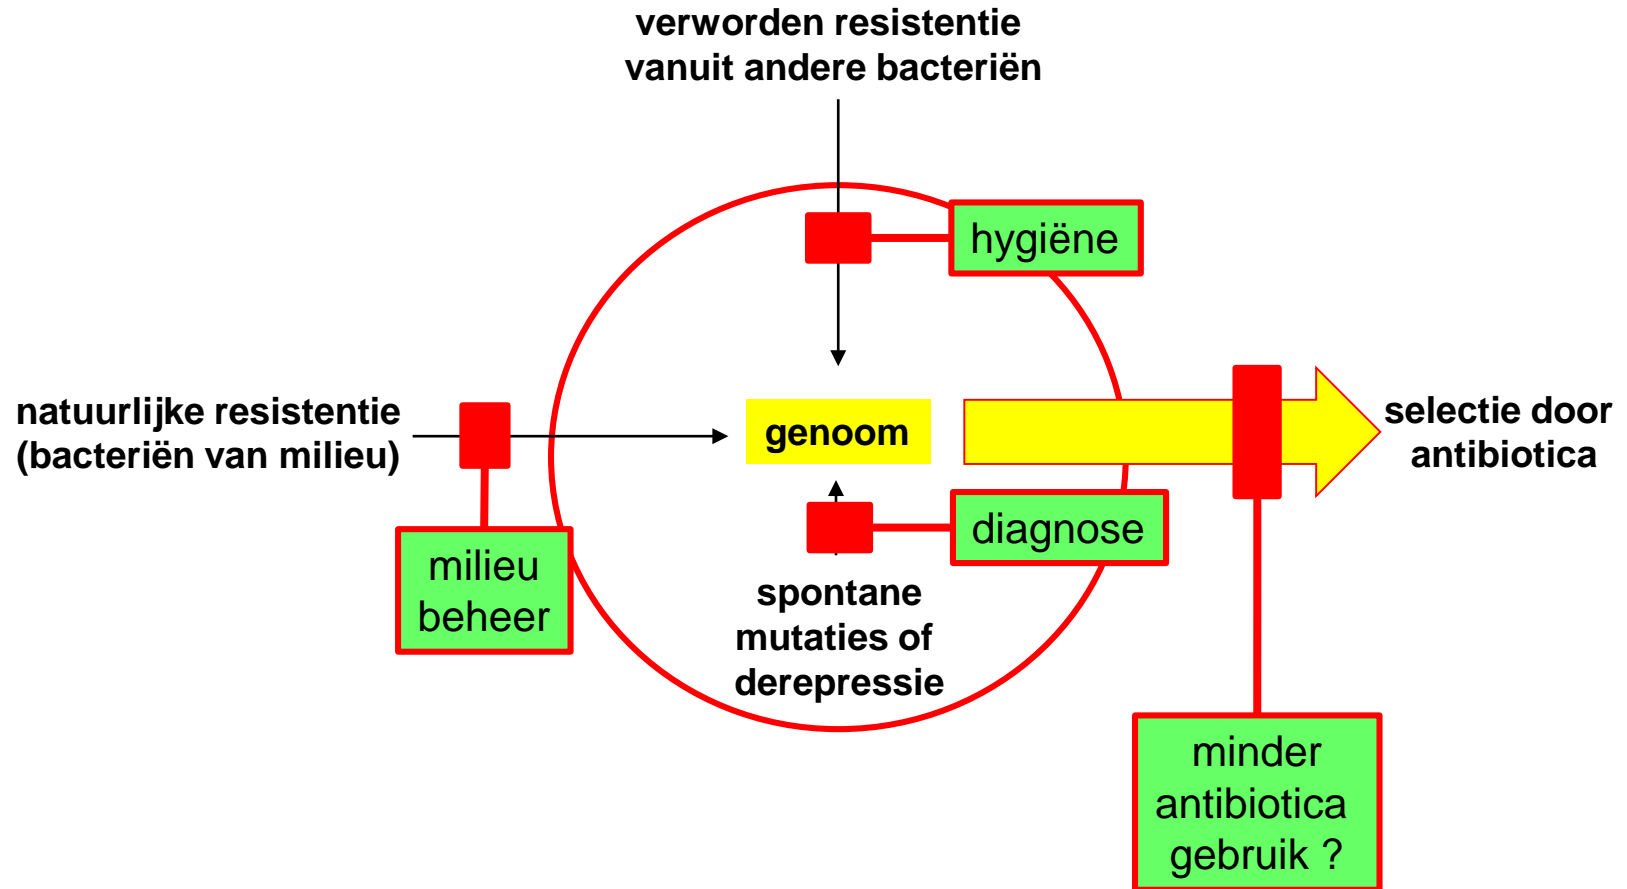 verworden resistentie
vanuit andere bacteriën
hygiëne
natuurlijke resistentie
(bacteriën van milieu)
genoom
selectie door
antibiotica
diagnose
milieu
beheer
spontane
mutaties of
derepressie
minder
antibiotica
gebruik ?